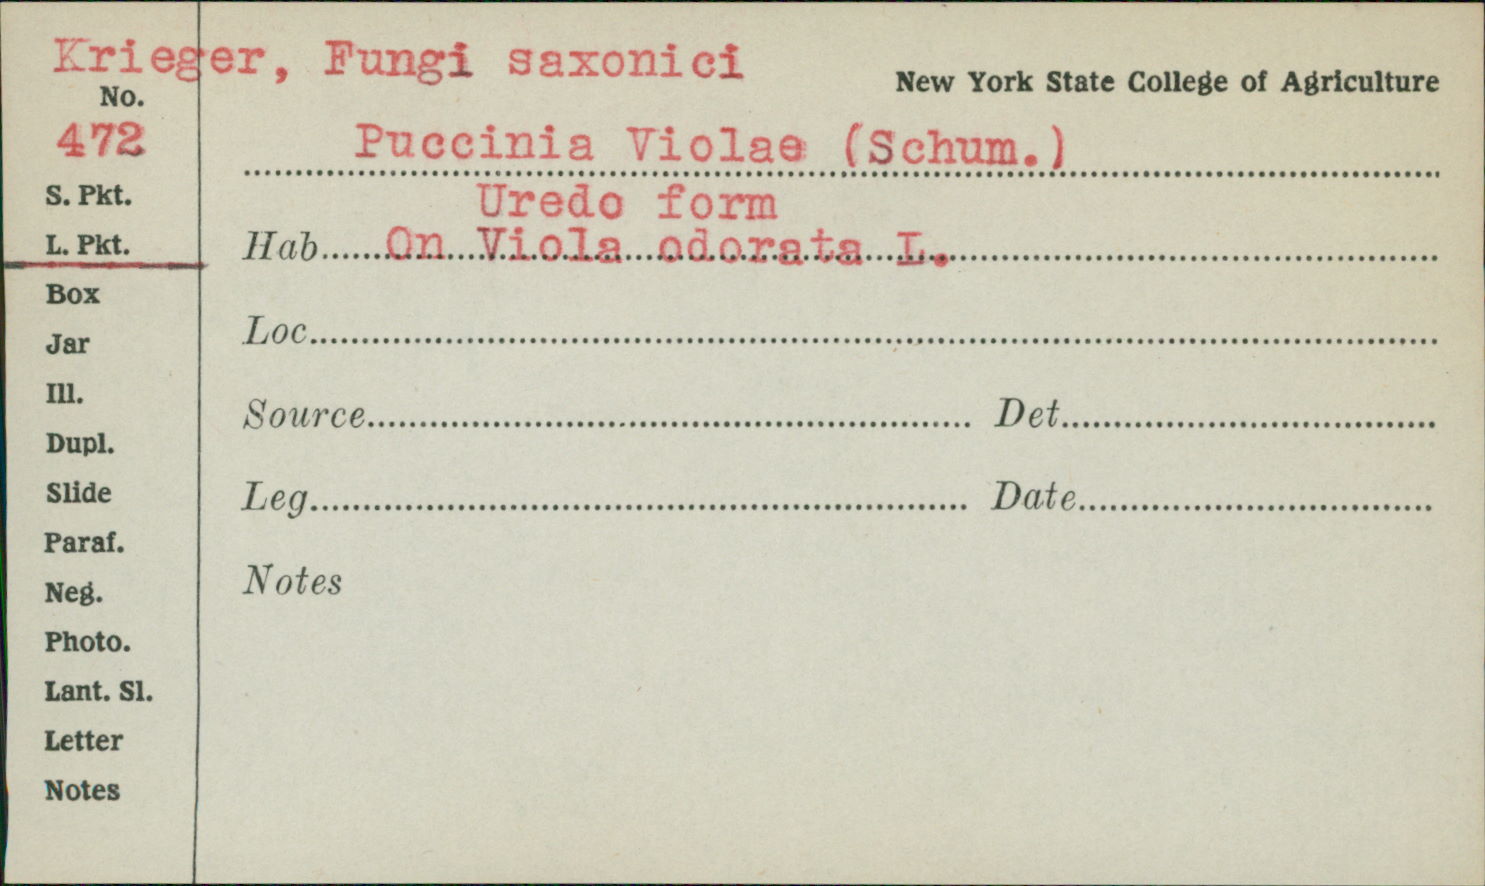 Krieger, Fungi saxonici
New York State College of Agriculture
No.
472
Puccinia Violae (Schum.)
Uredo form
S. Pkt.
L. Pkt.
Hab. On Viola odorata L.
Box
Loc.
Jar
Ill.
Source Det.
Dupl.
Slide
Leg. Date
Paraf.
Notes
Neg.
Photo.
Lant. Sl.
Letter
Notes